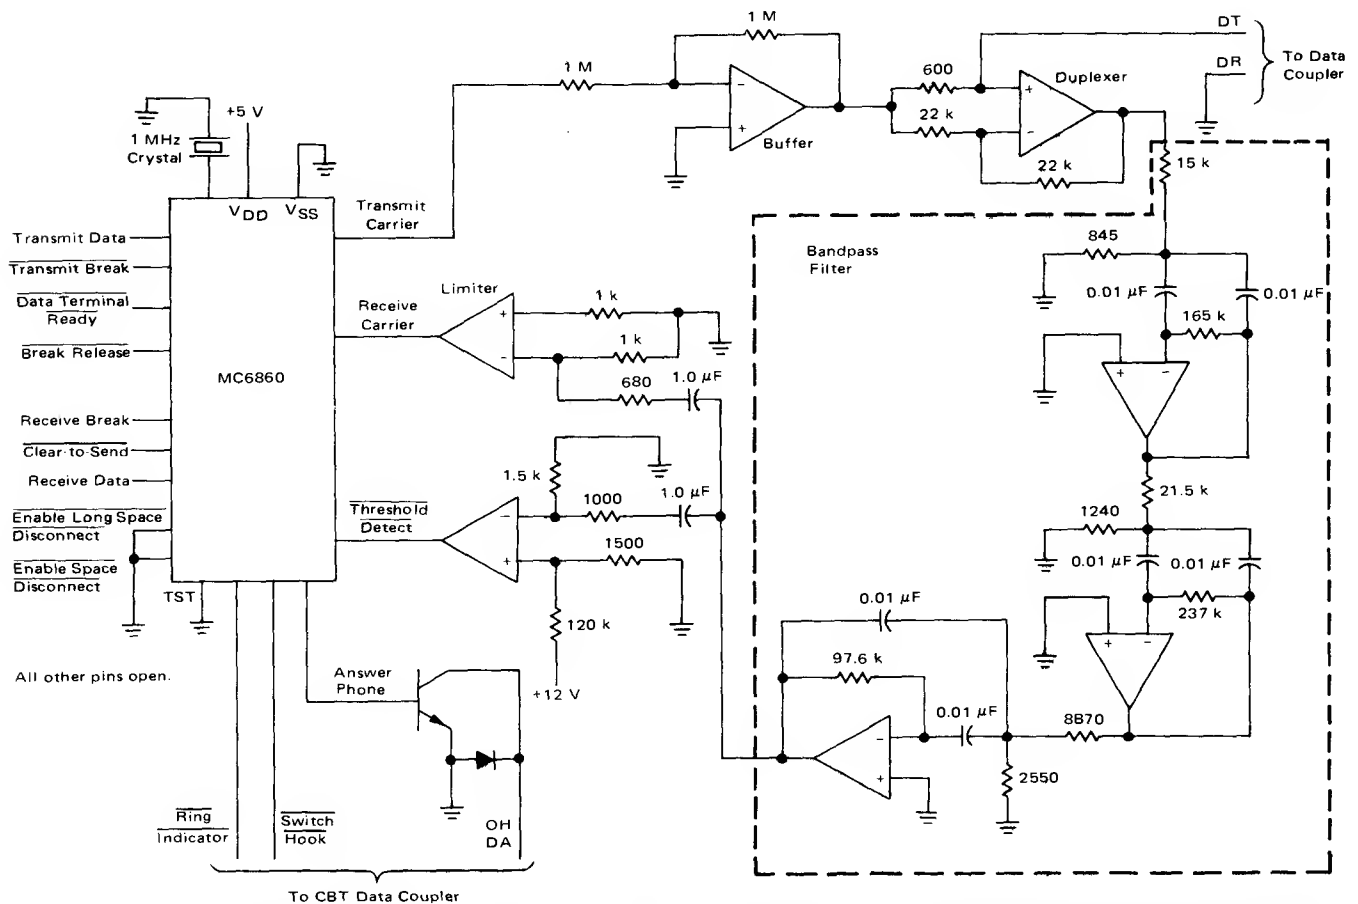 1 M
DT
1 M
DR
To Data
Coupler
600
Duplexer
+5 V
1 MHz
Crystal
22 k
Buffer
22 k
15 k
VDD
VSS
Transmit
Carrier
845
Bandpass
Filter
Transmit Data
Transmit Break
Data Terminal
Ready
Break Release
Receive Break
Clear-to-Send
Receive Data
Enable Long Space
Disconnect
Enable Space
Disconnect
MC6860
Receive
Carrier
Limiter
+
-
1 k
1 k
680
1.0 µF
0.01 µF
0.01 µF
165 k
+
-
1.5 k
1000
1.0 µF
21.5 k
Threshold
Detect
-
+
1500
1240
0.01 µF
0.01 µF
237 k
TST
120 k
0.01 µF
+
-
All other pins open.
Answer
Phone
+12 V
97.6 k
0.01 µF
8B70
-
+
2550
Ring
Indicator
Switch
Hook
OH
DA
To CBT Data Coupler